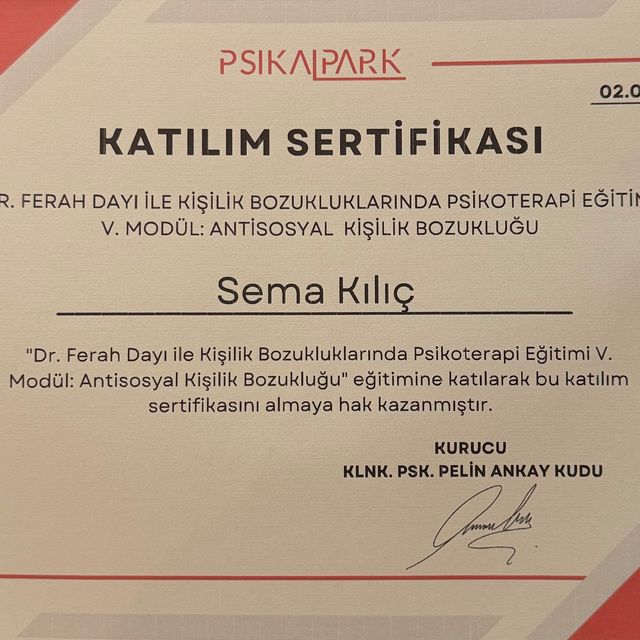 PSIKALPARK
02.0
KATILIM SERTİFİKASI
R. FERAH DAYI İLE KİŞİLİK BOZUKLUKLARINDA PSİKOTERAPİ EĞİTİM
V. MODÜL: ANTİSOSYAL KİŞİLİK BOZUKLUĞU
Sema Kılıç
"Dr. Ferah Dayı ile Kişilik Bozukluklarında Psikoterapi Eğitimi V.
Modül: Antisosyal Kişilik Bozukluğu" eğitimine katılarak bu katılım
sertifikasını almaya hak kazanmıştır.
KURUCU
KLNK. PSK. PELİN ANKAY KUDU